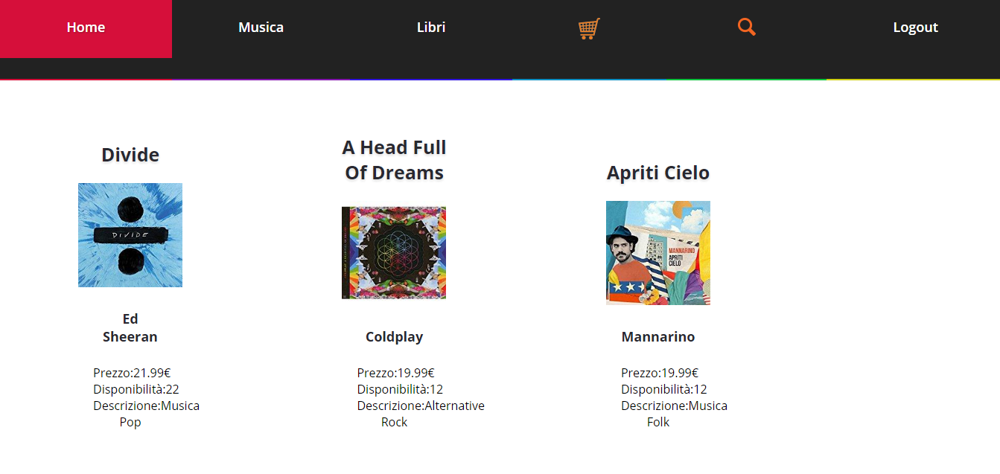 Home
Musica
Libri
Logout
Divide
A Head Full
Of Dreams
Apriti Cielo
DIVIDE
MANNARINO
APRITI
CIELO
Ed
Sheeran
Coldplay
Mannarino
Prezzo:21.99€
Disponibilità:22
Descrizione:Musica
Pop
Prezzo:19.99€
Disponibilità:12
Descrizione:Alternative
Rock
Prezzo:19.99€
Disponibilità:12
Descrizione:Musica
Folk